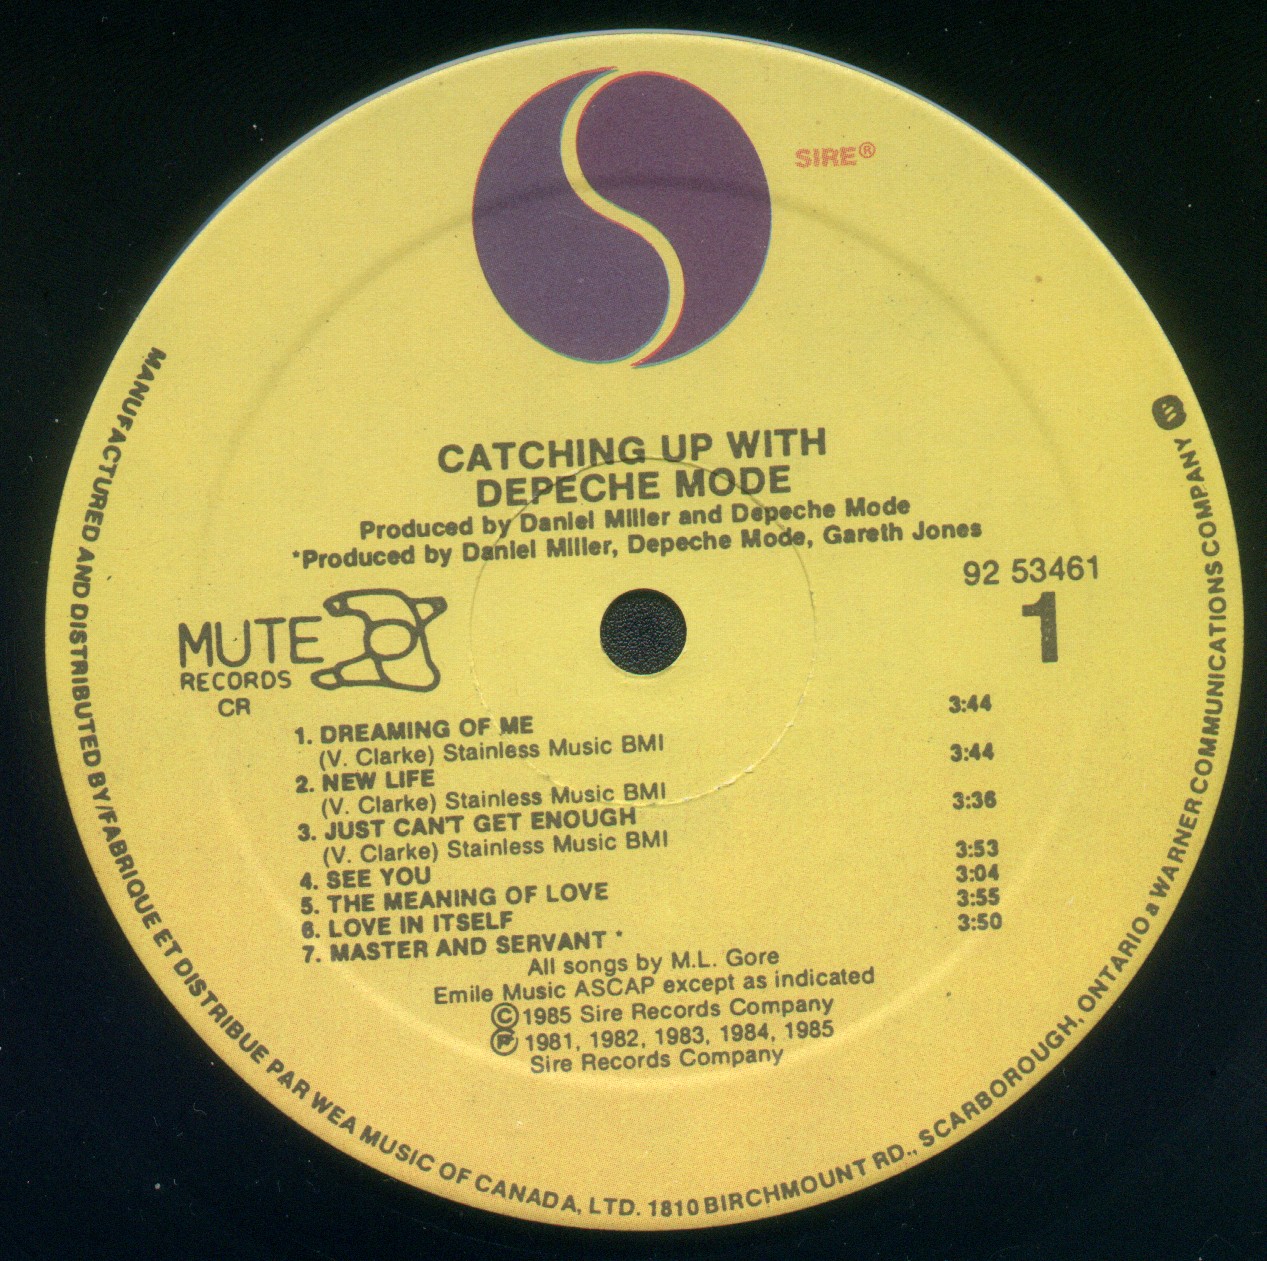 SIRE®
CATCHING UP WITH
DEPECHE MODE
Produced by Daniel Miller and Depeche Mode
*Produced by Daniel Miller, Depeche Mode, Gareth Jones
92 53461
1
MUTE
RECORDS
CR
1. DREAMING OF ME 3:44
(V. Clarke) Stainless Music BMI
2. NEW LIFE 3:44
(V. Clarke) Stainless Music BMI
3. JUST CAN'T GET ENOUGH 3:36
(V. Clarke) Stainless Music BMI
4. SEE YOU 3:53
5. THE MEANING OF LOVE 3:04
6. LOVE IN ITSELF 3:55
7. MASTER AND SERVANT * 3:50
All songs by M.L. Gore
Emile Music ASCAP except as indicated
©1985 Sire Records Company
℗ 1981, 1982, 1983, 1984, 1985
Sire Records Company
MANUFACTURED AND DISTRIBUTED BY/FABRIQUE ET DISTRIBUE PAR WEA MUSIC OF CANADA, LTD. 1810 BIRCHMOUNT RD., SCARBOROUGH, ONTARIO a WARNER COMMUNICATIONS COMPANY